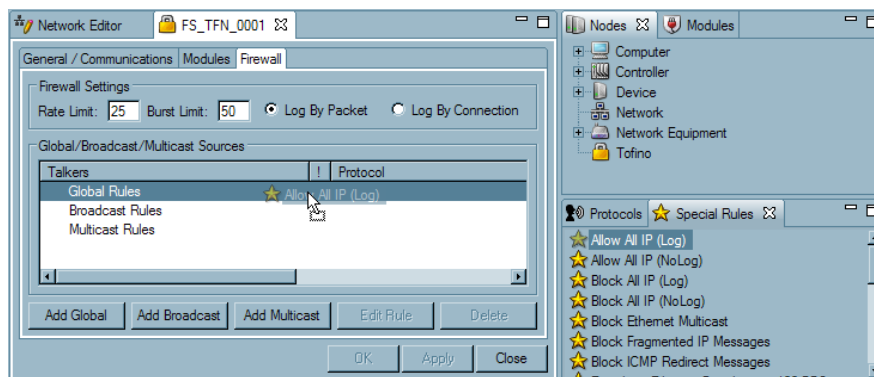 Network Editor
FS_TFN_0001
General / Communications
Modules
Firewall
Firewall Settings
Rate Limit: 25 Burst Limit: 50 Log By Packet Log By Connection
Global/Broadcast/Multicast Sources
Talkers ! Protocol
Global Rules
Allow All IP (Log)
Broadcast Rules
Multicast Rules
Add Global
Add Broadcast
Add Multicast
Edit Rule
Delete
OK
Apply
Close
Nodes
Modules
Computer
Controller
Device
Network
Network Equipment
Tofino
Protocols
Special Rules
Allow All IP (Log)
Allow All IP (NoLog)
Block All IP (Log)
Block All IP (NoLog)
Block Ethernet Multicast
Block Fragmented IP Messages
Block ICMP Redirect Messages